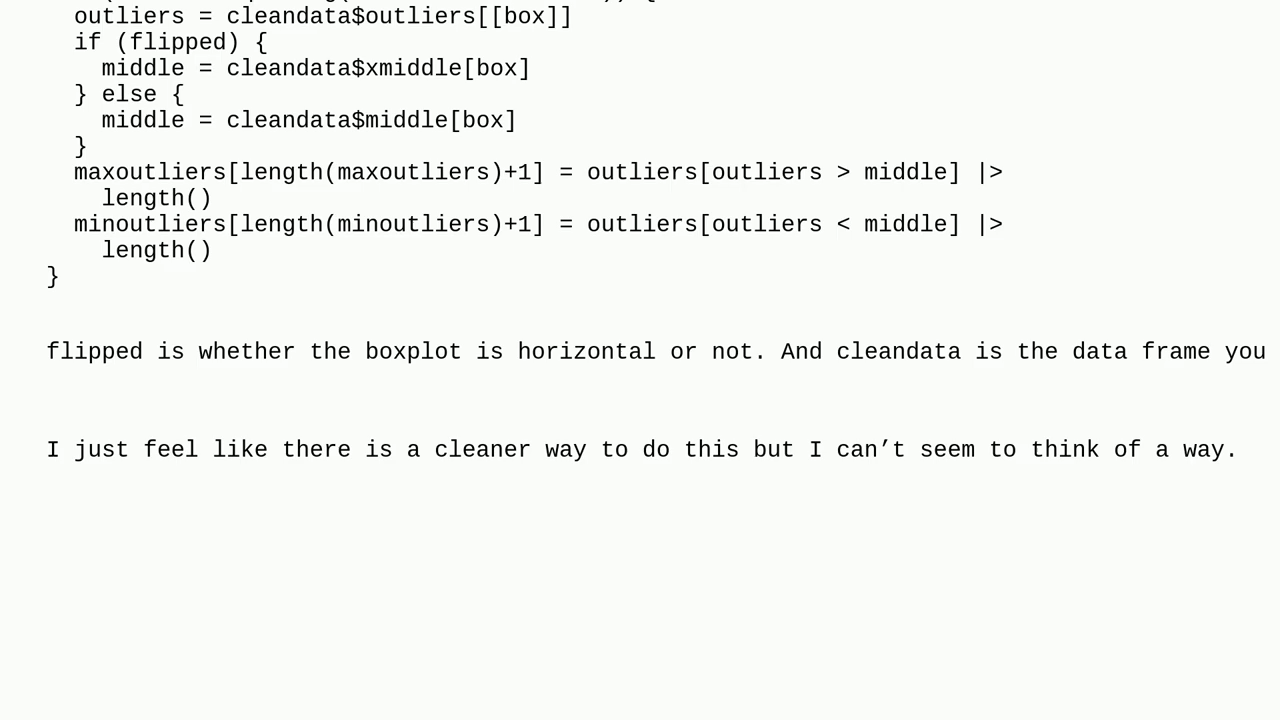 outliers = cleandata$outliers[[box]]
if (flipped) {
middle = cleandata$xmiddle[box]
} else {
middle = cleandata$middle[box]
}
maxoutliers[length(maxoutliers)+1] = outliers[outliers > middle] |>
length()
minoutliers[length(minoutliers)+1] = outliers[outliers < middle] |>
length()
}
flipped is whether the boxplot is horizontal or not. And cleandata is the data frame you
I just feel like there is a cleaner way to do this but I can’t seem to think of a way.